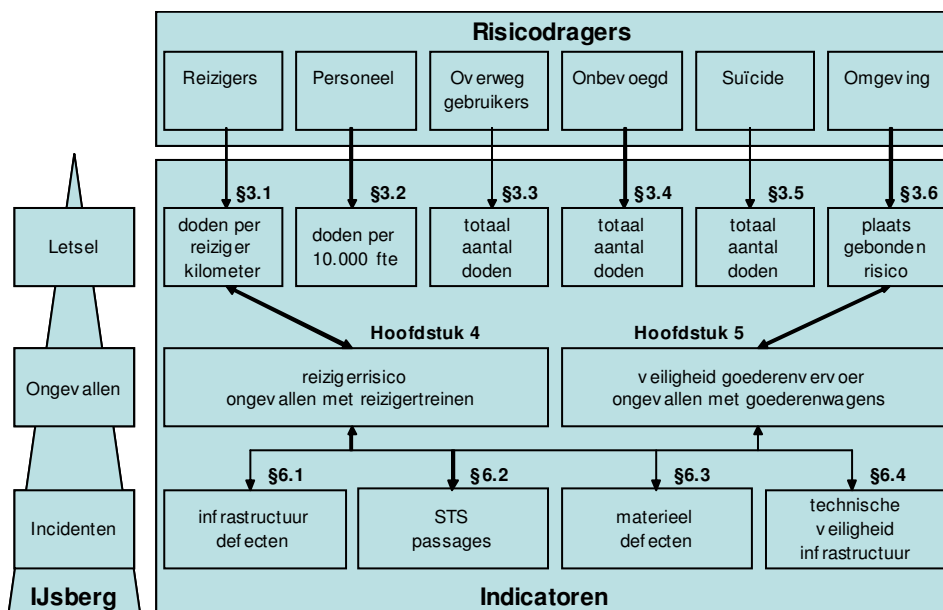 Risicodragers
Reizigers
Personeel
Overweg
gebruikers
Onbevoegd
Suïcide
Omgeving
§3.1
§3.2
§3.3
§3.4
§3.5
§3.6
Letsel
doden per
reiziger
kilometer
doden per
10.000 fte
totaal
aantal
doden
totaal
aantal
doden
totaal
aantal
doden
plaats
gebonden
risico
Hoofdstuk 4
Hoofdstuk 5
Ongevallen
reizigerrisico
ongevallen met reizigertreinen
veiligheid goederenvervoer
ongevallen met goederenwagens
§6.1
§6.2
§6.3
§6.4
Incidenten
infrastructuur
defecten
STS
passages
materieel
defecten
technische
veiligheid
infrastructuur
IJsberg
Indicatoren